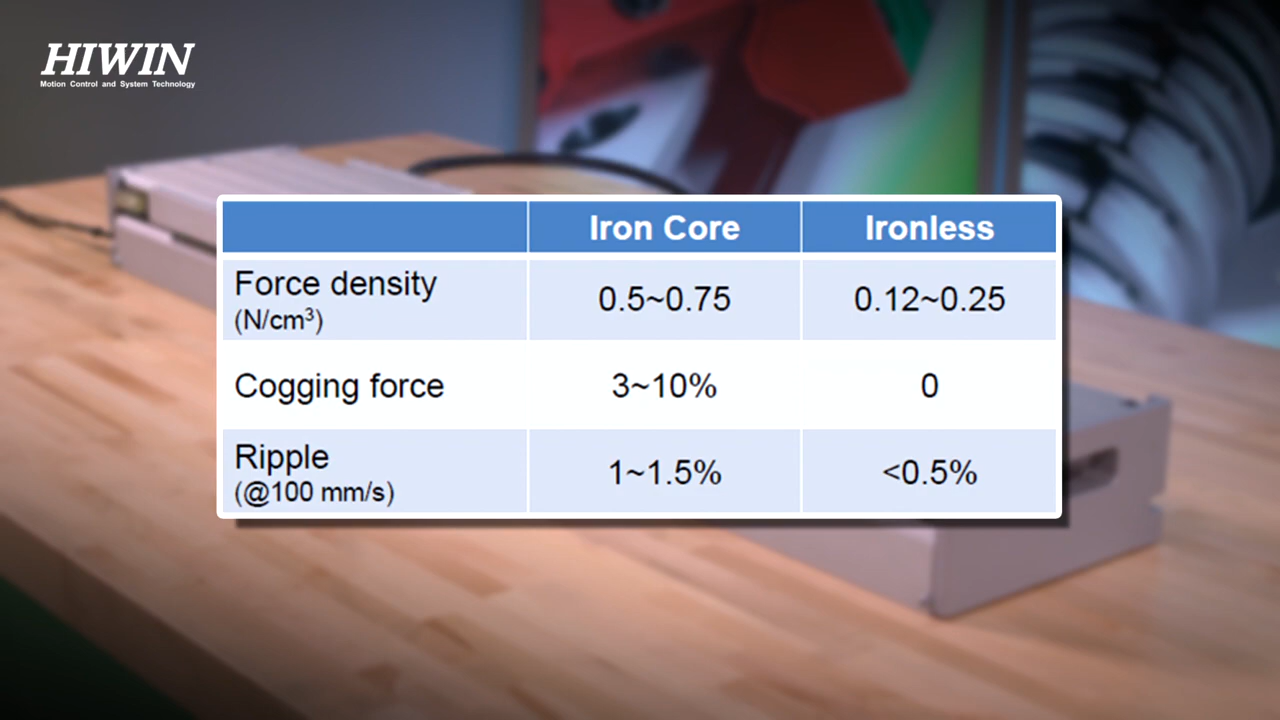 HIWIN
Motion Control and System Technology
Iron Core Ironless
Force density
(N/cm³) 0.5~0.75 0.12~0.25
Cogging force 3~10% 0
Ripple
(@100 mm/s) 1~1.5% <0.5%